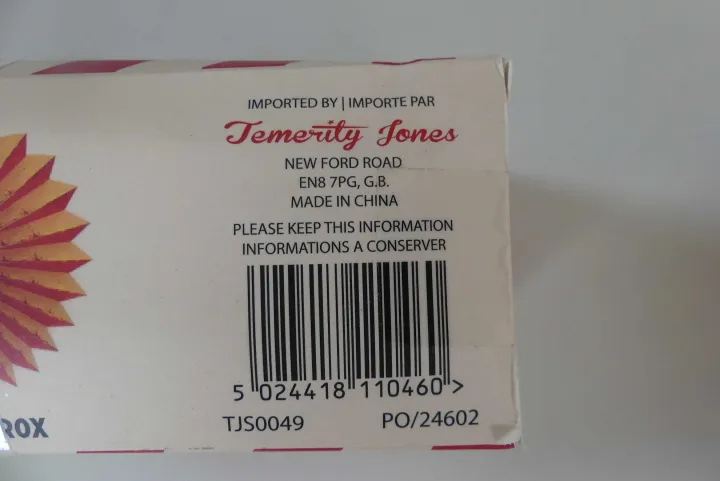 IMPORTED BY | IMPORTE PAR
Temerity Jones
NEW FORD ROAD
EN8 7PG, G.B.
MADE IN CHINA
PLEASE KEEP THIS INFORMATION
INFORMATIONS A CONSERVER
5 024418 110460 >
TJS0049 PO/24602
ROX